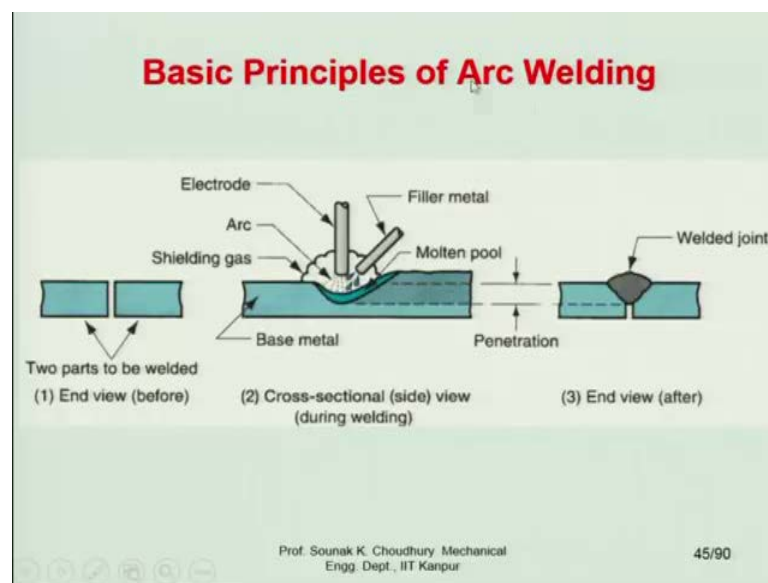 Basic Principles of Arc Welding
Electrode
Filler metal
Arc
Molten pool
Shielding gas
Welded joint
Base metal
Penetration
Two parts to be welded
(1) End view (before)
(2) Cross-sectional (side) view
(during welding)
(3) End view (after)
Prof. Sounak K. Choudhury Mechanical
Engg. Dept., IIT Kanpur
45/90